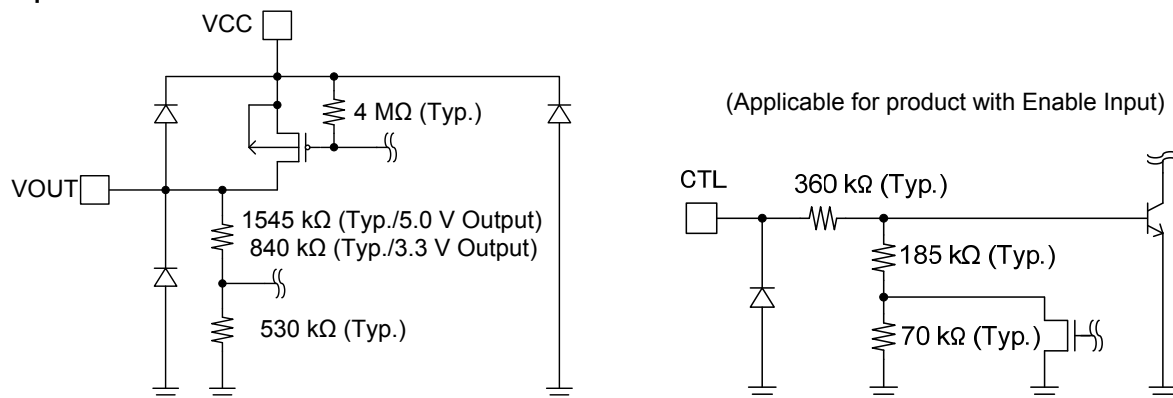 VCC
4 MΩ (Typ.)
VOUT
1545 kΩ (Typ./5.0 V Output)
840 kΩ (Typ./3.3 V Output)
530 kΩ (Typ.)
(Applicable for product with Enable Input)
CTL
360 kΩ (Typ.)
185 kΩ (Typ.)
70 kΩ (Typ.)